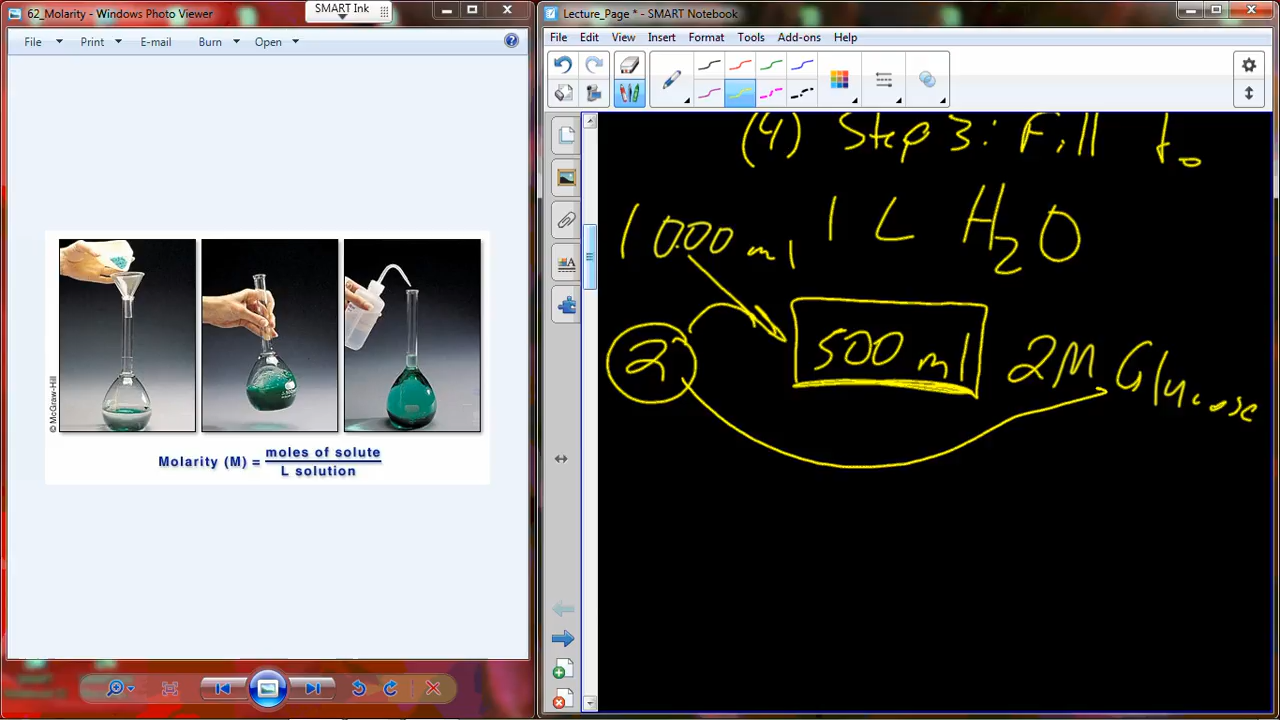 62_Molarity - Windows Photo Viewer
SMART Ink
File Print E-mail Burn Open
© McGraw-Hill
Molarity (M) = moles of solute
L solution
Lecture_Page * - SMART Notebook
File Edit View Insert Format Tools Add-ons Help
(4) Step 3: Fill to
1000 ml 1 L H2O
2 500 ml 2M Glucose